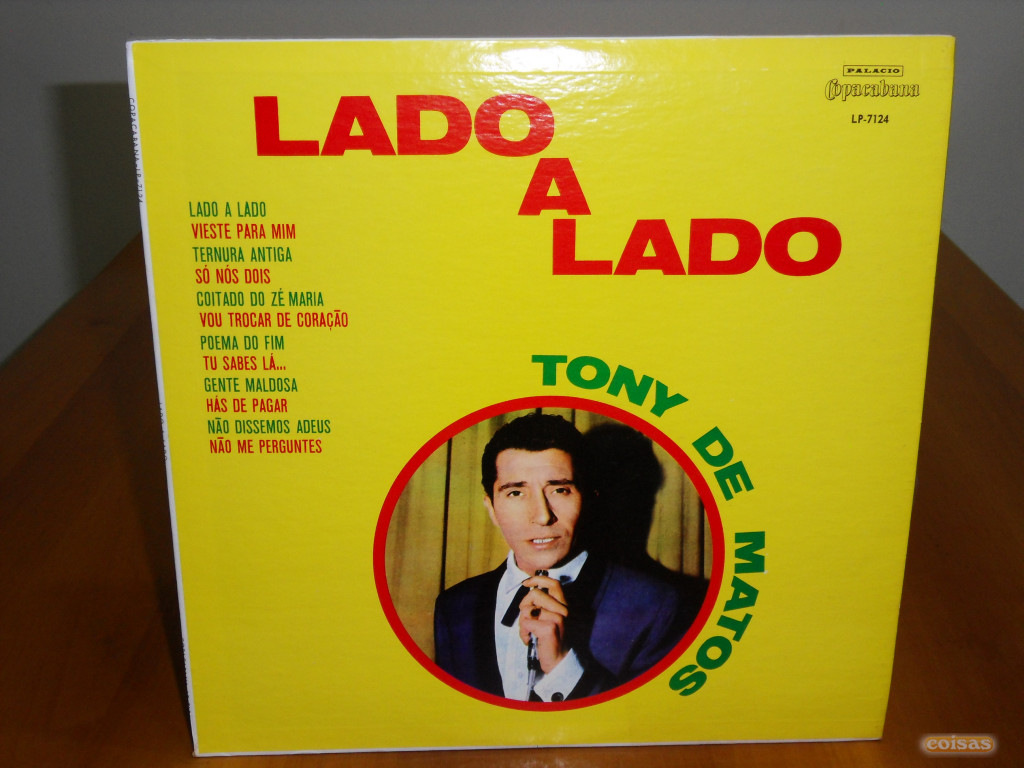 PALACIO
Copacabana
LP-7124
LADO
A
LADO
LADO A LADO
VIESTE PARA MIM
TERNURA ANTIGA
SÓ NÓS DOIS
COITADO DO ZÉ MARIA
VOU TROCAR DE CORAÇÃO
POEMA DO FIM
TU SABES LÁ...
GENTE MALDOSA
HÁS DE PAGAR
NÃO DISSEMOS ADEUS
NÃO ME PERGUNTES
TONY DE MATOS
coisas